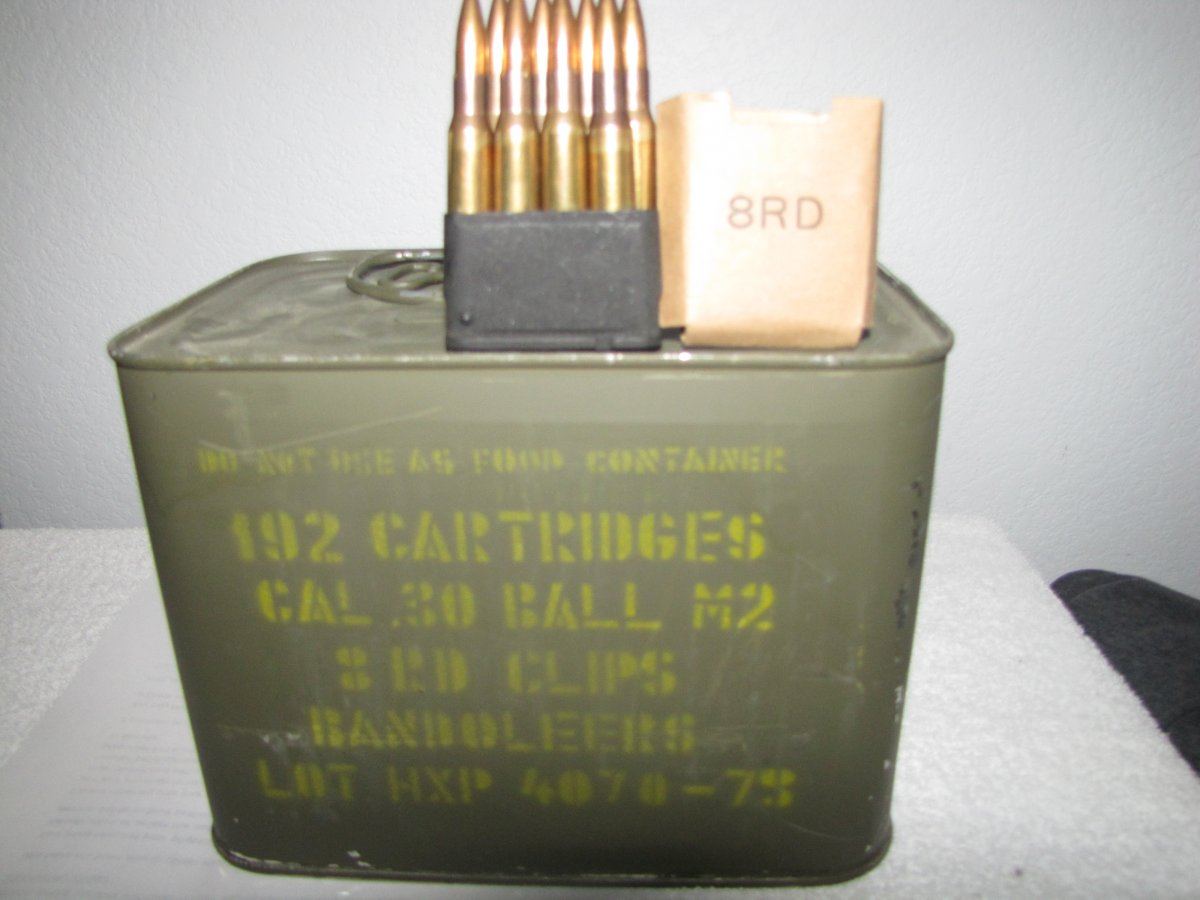 8RD
DO NOT USE AS FOOD CONTAINER
192 CARTRIDGES
CAL .30 BALL M2
8 RD CLIPS
BANDOLEERS
LOT HXP 4070-73